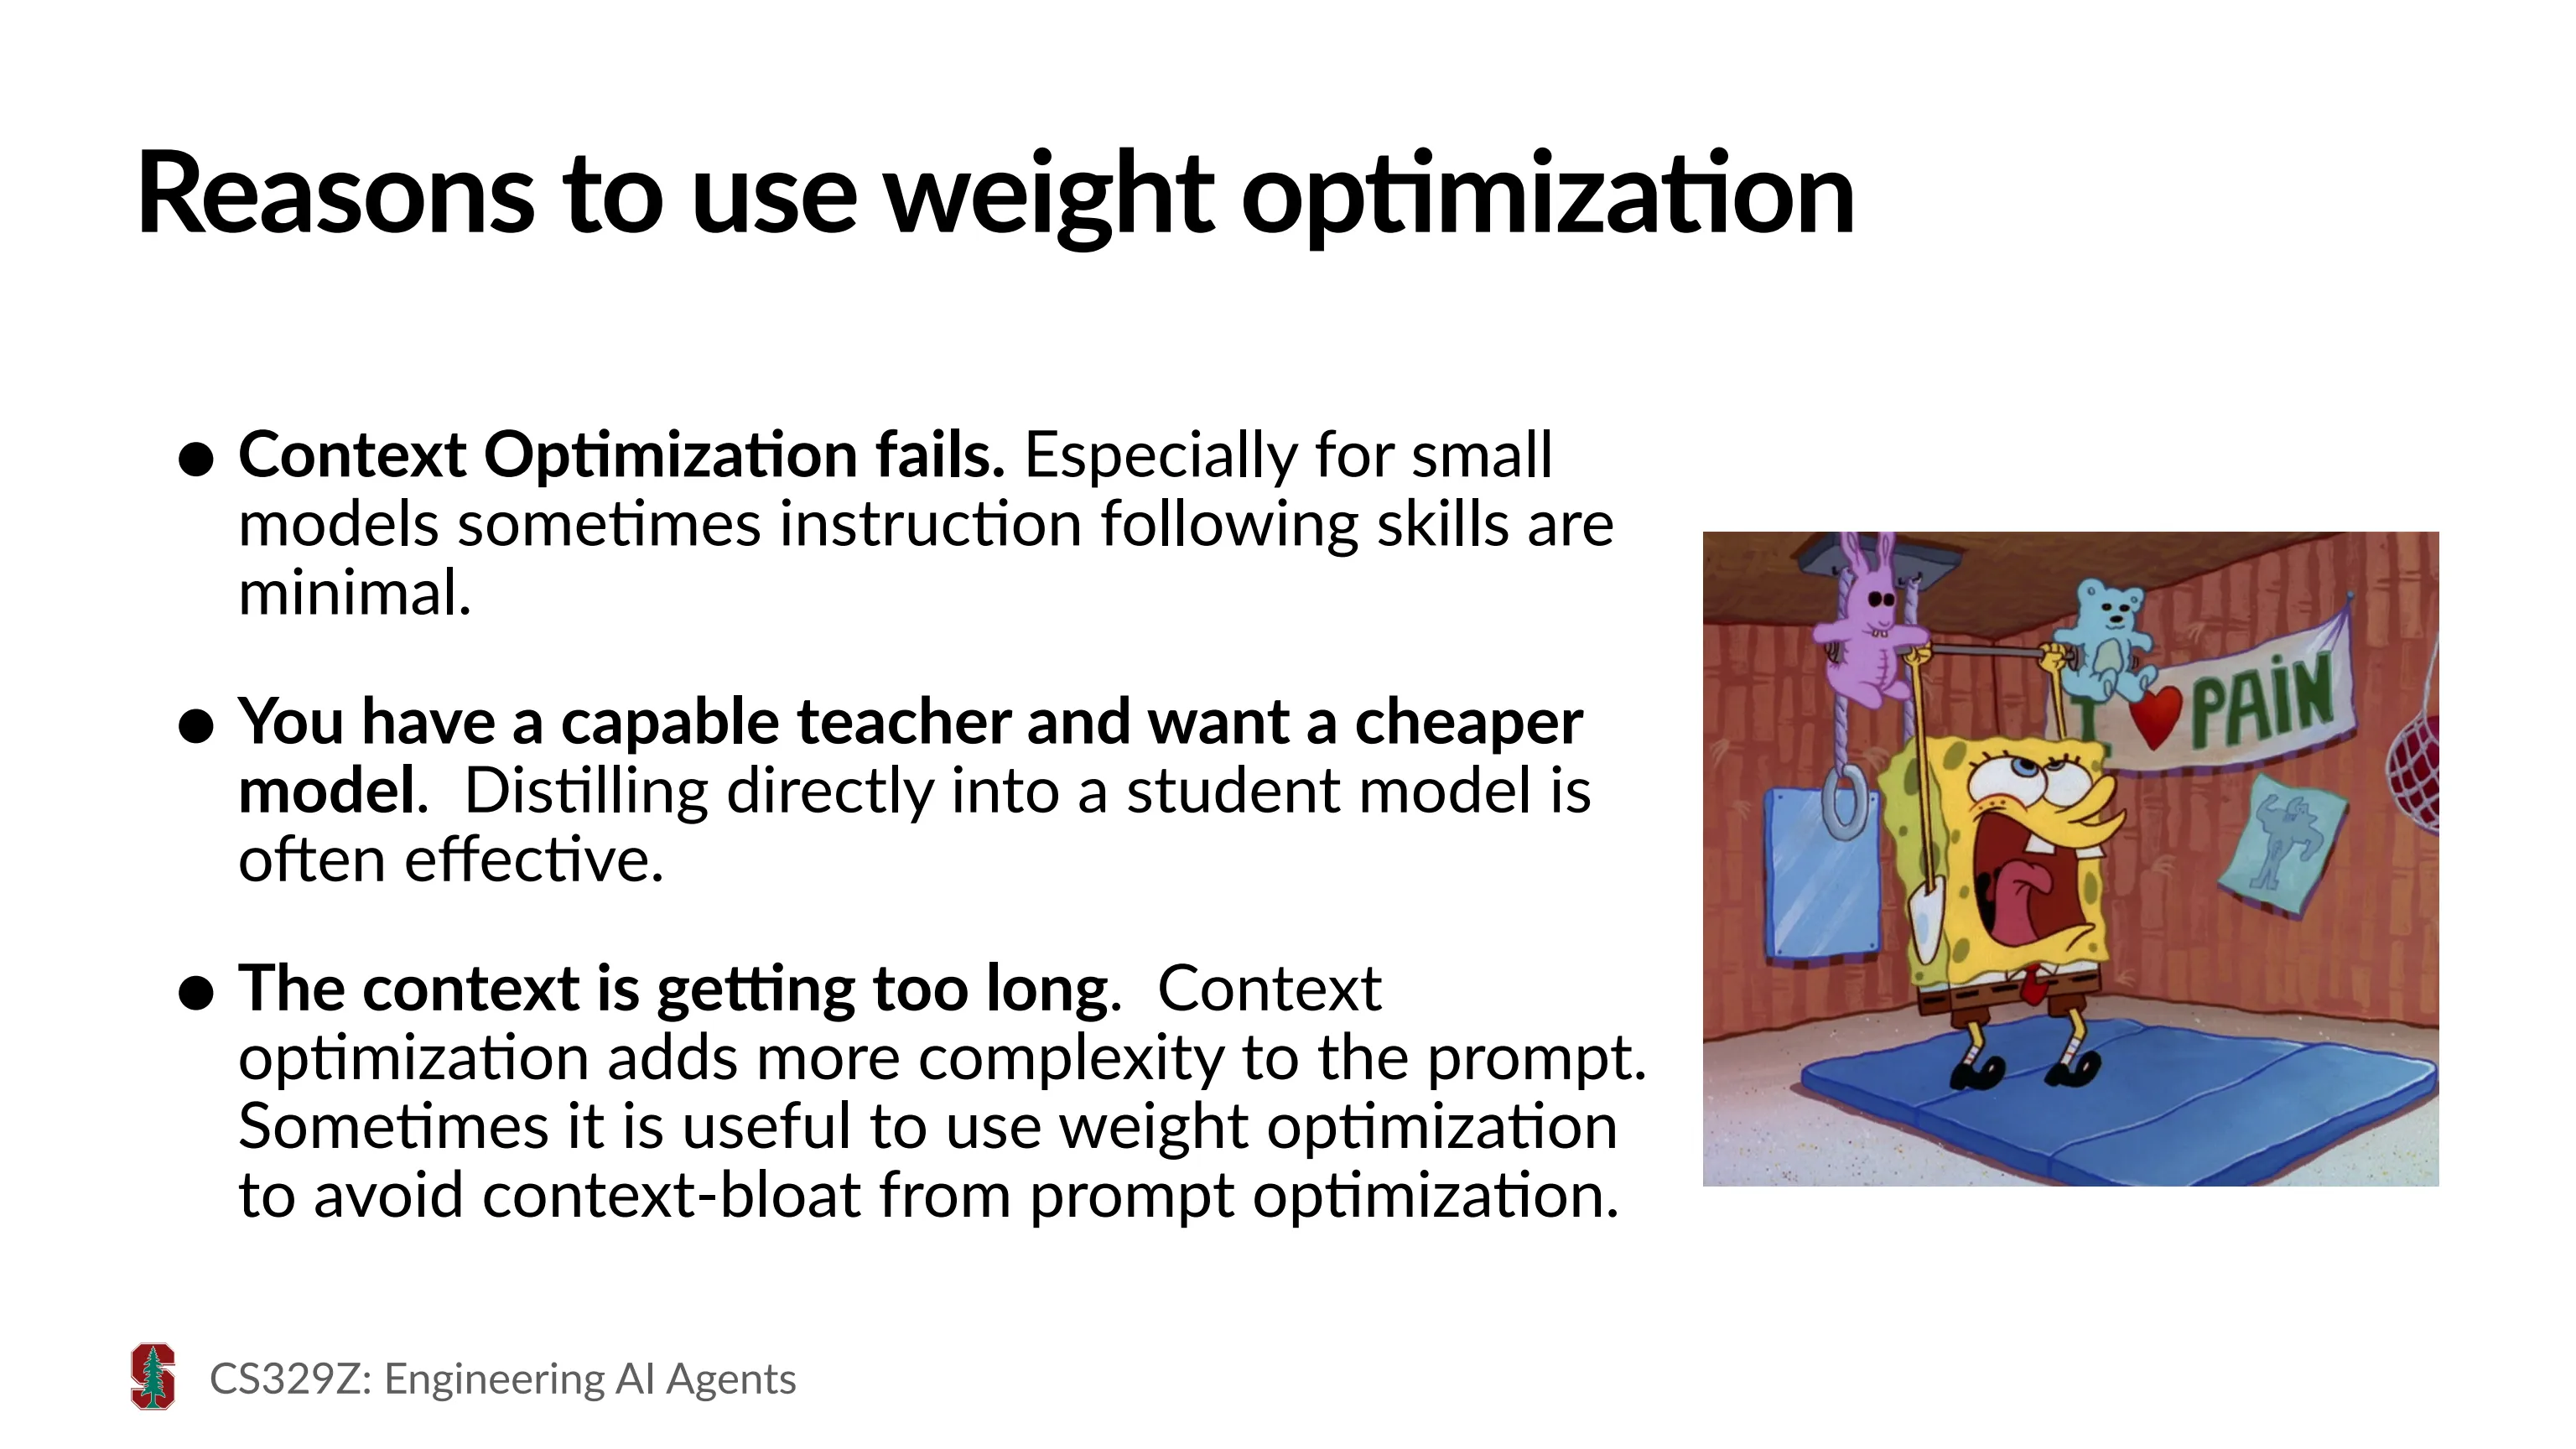 Reasons to use weight optimization
● Context Optimization fails. Especially for small
models sometimes instruction following skills are
minimal.
● You have a capable teacher and want a cheaper
model.  Distilling directly into a student model is
often effective.
● The context is getting too long.  Context
optimization adds more complexity to the prompt.
Sometimes it is useful to use weight optimization
to avoid context-bloat from prompt optimization.
I ❤ PAiN
S
CS329Z: Engineering AI Agents